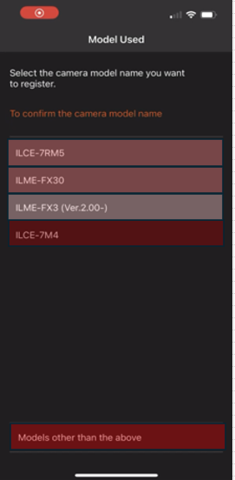 Model Used
Select the camera model name you want
to register.
To confirm the camera model name
ILCE-7RM5
ILME-FX30
ILME-FX3 (Ver.2.00-)
ILCE-7M4
Models other than the above